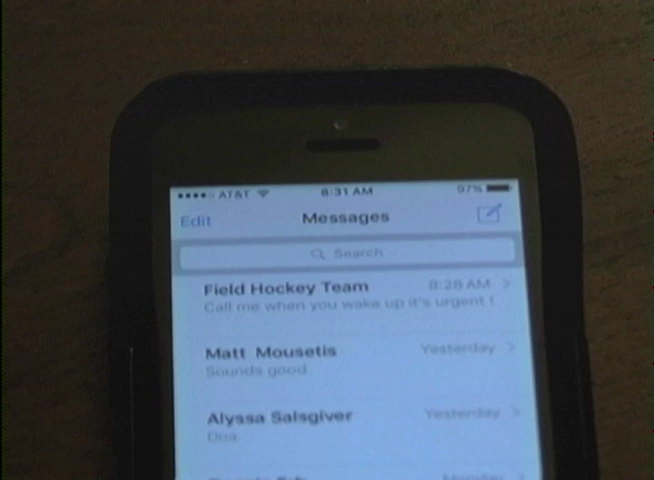 AT&T 8:31 AM 97%
Edit Messages
Search
Field Hockey Team 8:28 AM
Call me when you wake up it's urgent !
Matt Mousetis Yesterday
Sounds good
Alyssa Salsgiver Yesterday
Monday